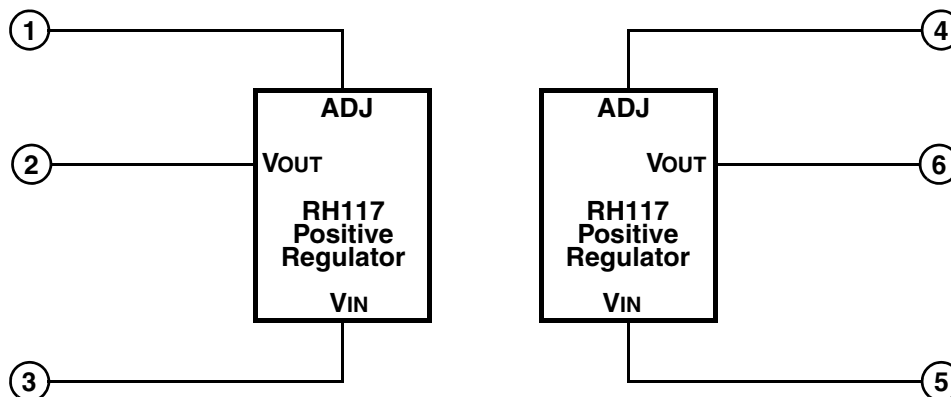 1
4
ADJ
ADJ
2
VOUT
VOUT
6
RH117
Positive
Regulator
RH117
Positive
Regulator
VIN
VIN
3
5